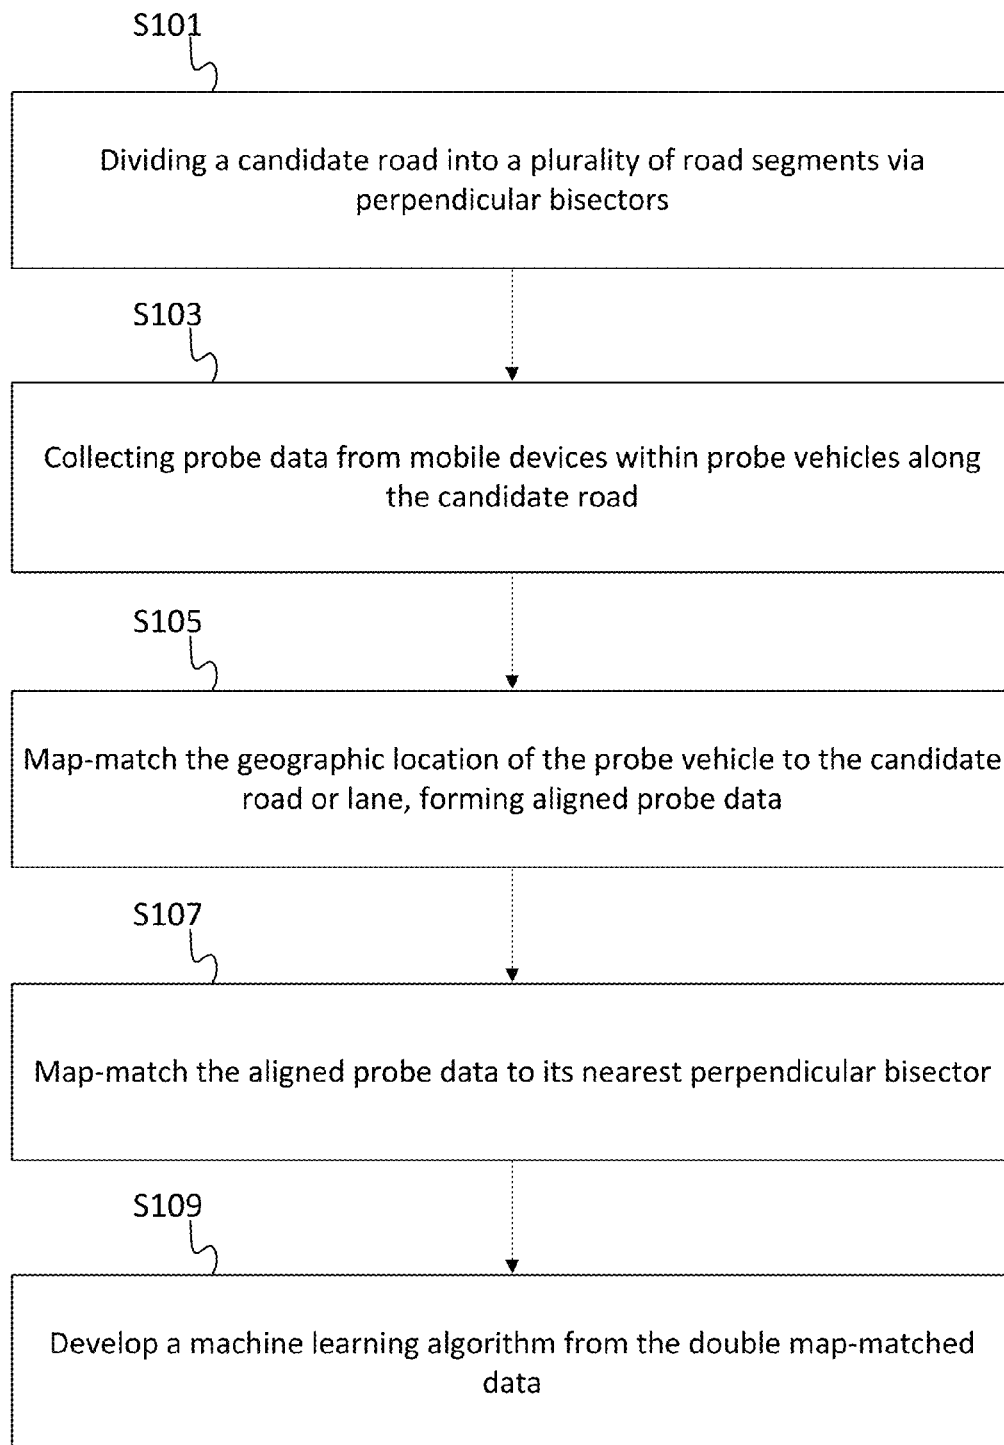 S101
Dividing a candidate road into a plurality of road segments via
perpendicular bisectors
S103
Collecting probe data from mobile devices within probe vehicles along
the candidate road
S105
Map-match the geographic location of the probe vehicle to the candidate
road or lane, forming aligned probe data
S107
Map-match the aligned probe data to its nearest perpendicular bisector
S109
Develop a machine learning algorithm from the double map-matched
data